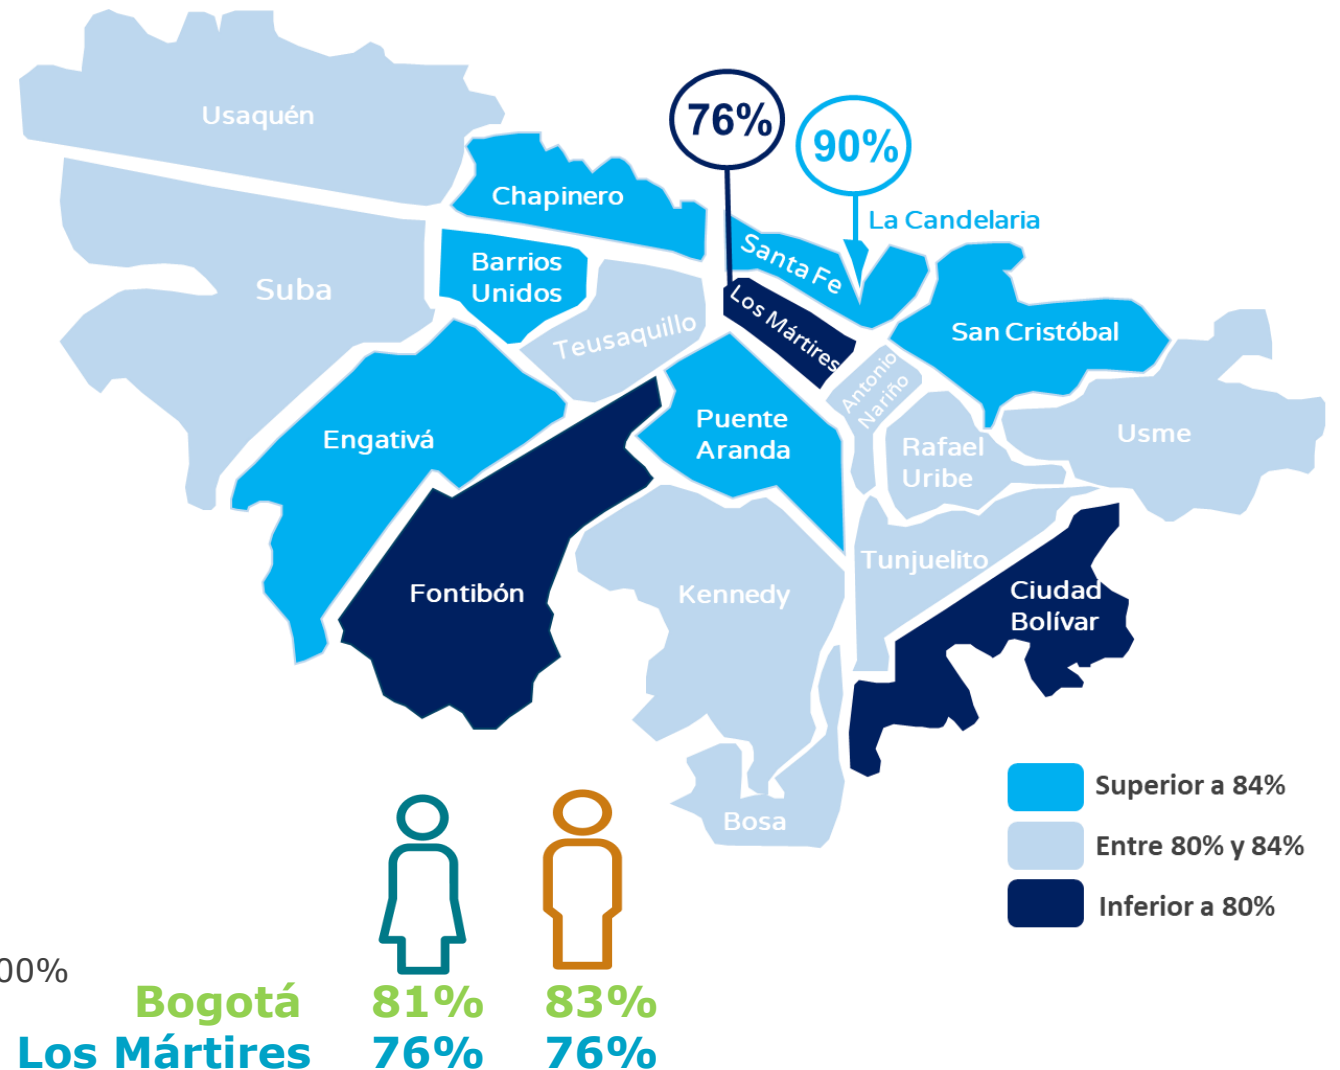 Usaquén
76%
90%
Chapinero
La Candelaria
Santa Fe
Barrios
Unidos
Suba
Los Mártires
Teusaquillo
San Cristóbal
Antonio
Nariño
Puente
Aranda
Engativá
Rafael
Uribe
Usme
Tunjuelito
Fontibón
Kennedy
Ciudad
Bolívar
Bosa
Superior a 84%
Entre 80% y 84%
Inferior a 80%
00%
Bogotá 81% 83%
Los Mártires 76% 76%